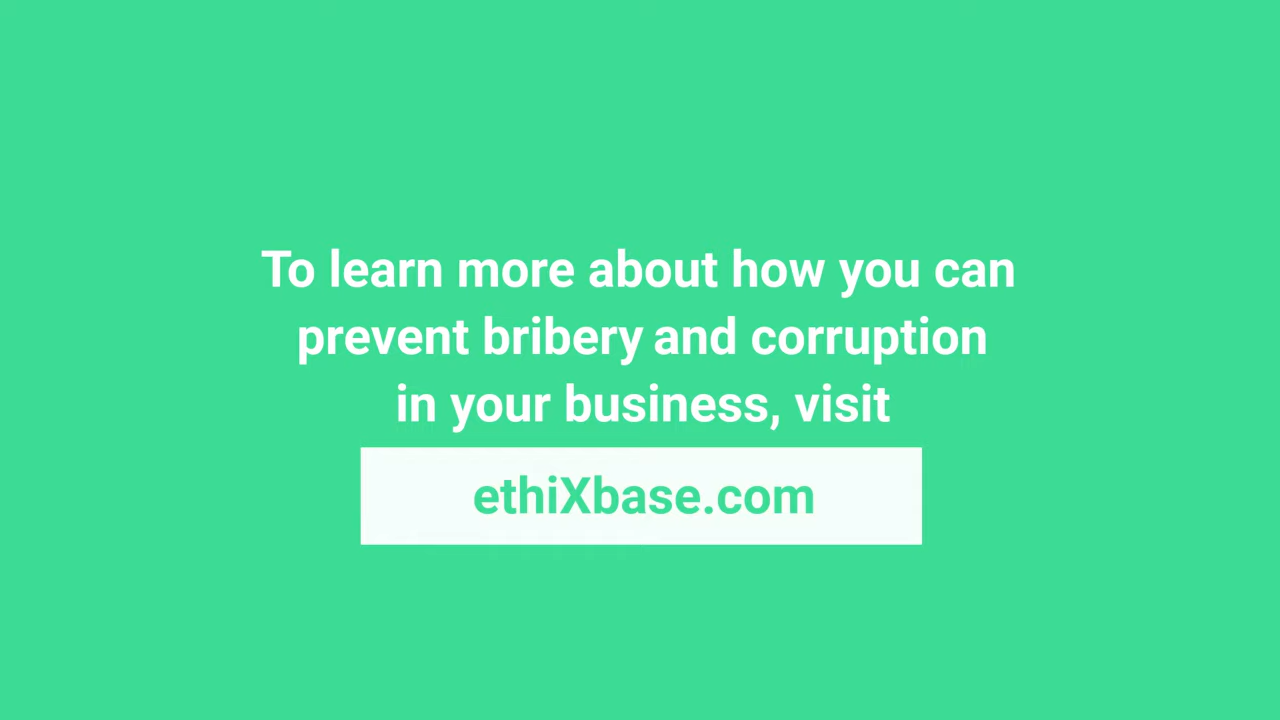 To learn more about how you can
prevent bribery and corruption
in your business, visit
ethiXbase.com